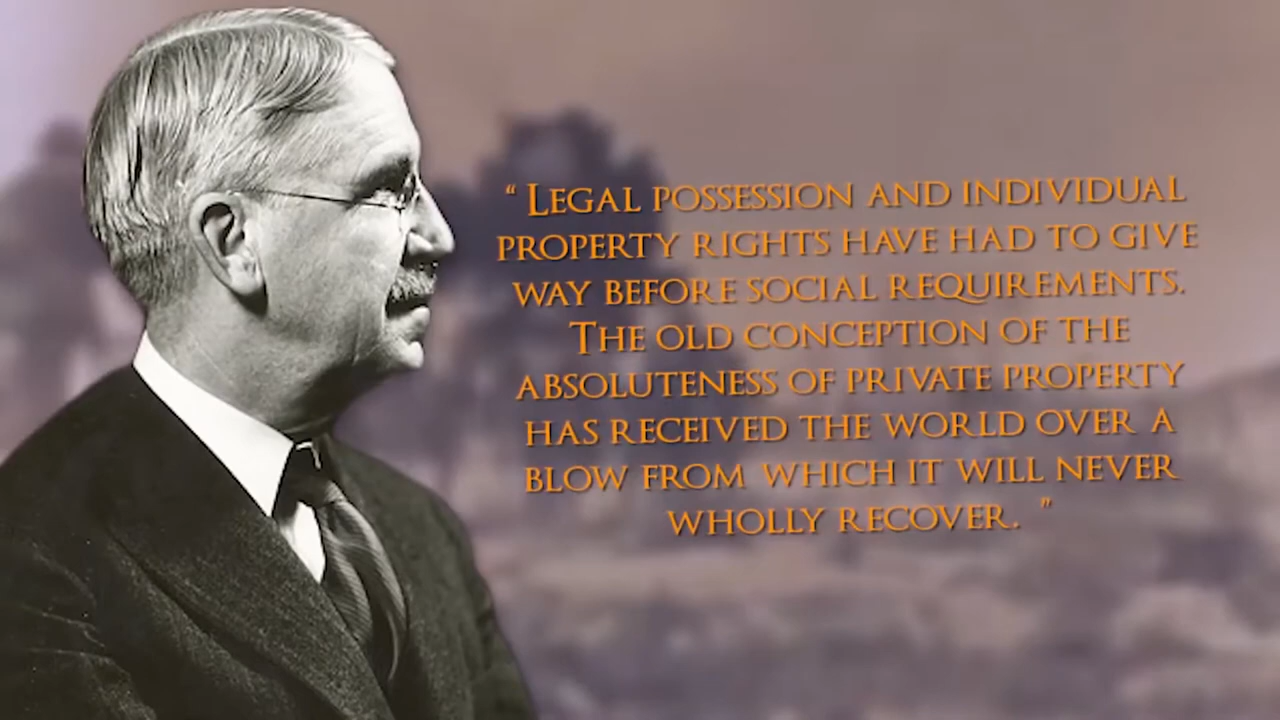 “ Legal possession and individual
property rights have had to give
way before social requirements.
The old conception of the
absoluteness of private property
has received the world over a
blow from which it will never
wholly recover. ”